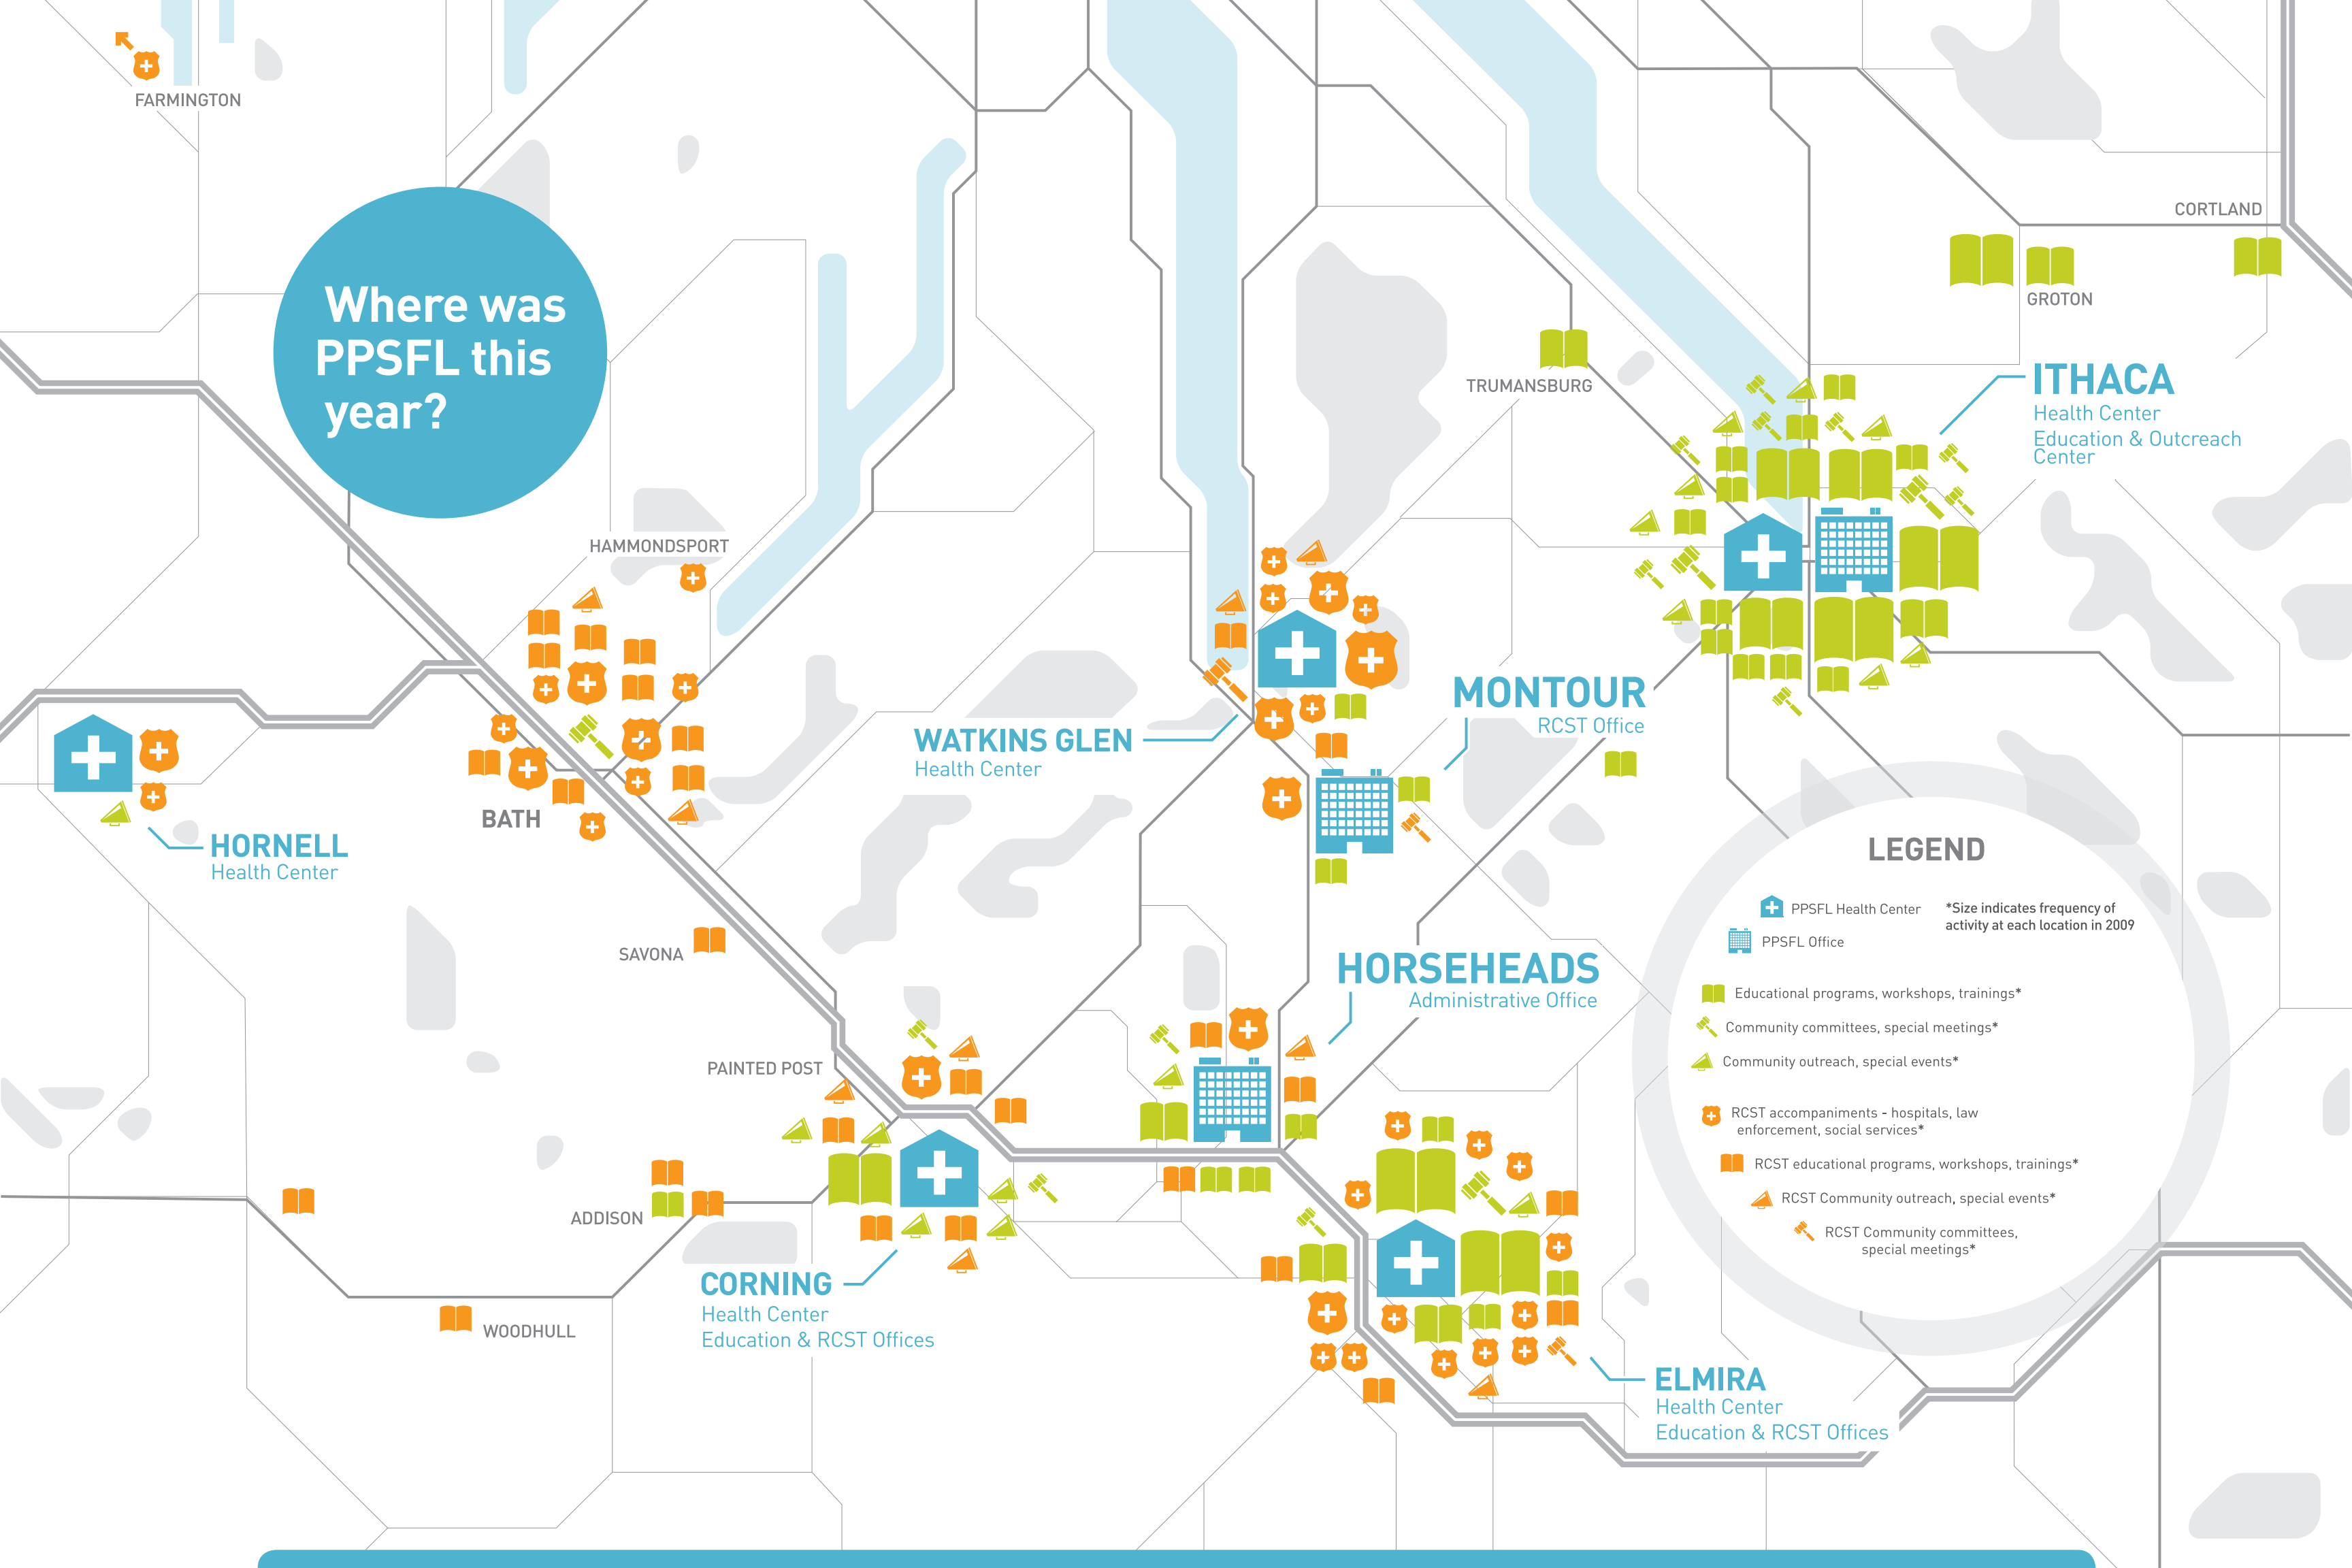 FARMINGTON
Where was
PPSFL this
year?
CORTLAND
GROTON
TRUMANSBURG
ITHACA
Health Center
Education & Outcreach
Center
HAMMONDSPORT
MONTOUR
RCST Office
WATKINS GLEN
Health Center
BATH
HORNELL
Health Center
LEGEND
PPSFL Health Center
*Size indicates frequency of
activity at each location in 2009
PPSFL Office
Educational programs, workshops, trainings*
Community committees, special meetings*
Community outreach, special events*
RCST accompaniments - hospitals, law
enforcement, social services*
RCST educational programs, workshops, trainings*
RCST Community outreach, special events*
RCST Community committees,
special meetings*
SAVONA
HORSEHEADS
Administrative Office
PAINTED POST
ADDISON
CORNING
Health Center
Education & RCST Offices
WOODHULL
ELMIRA
Health Center
Education & RCST Offices